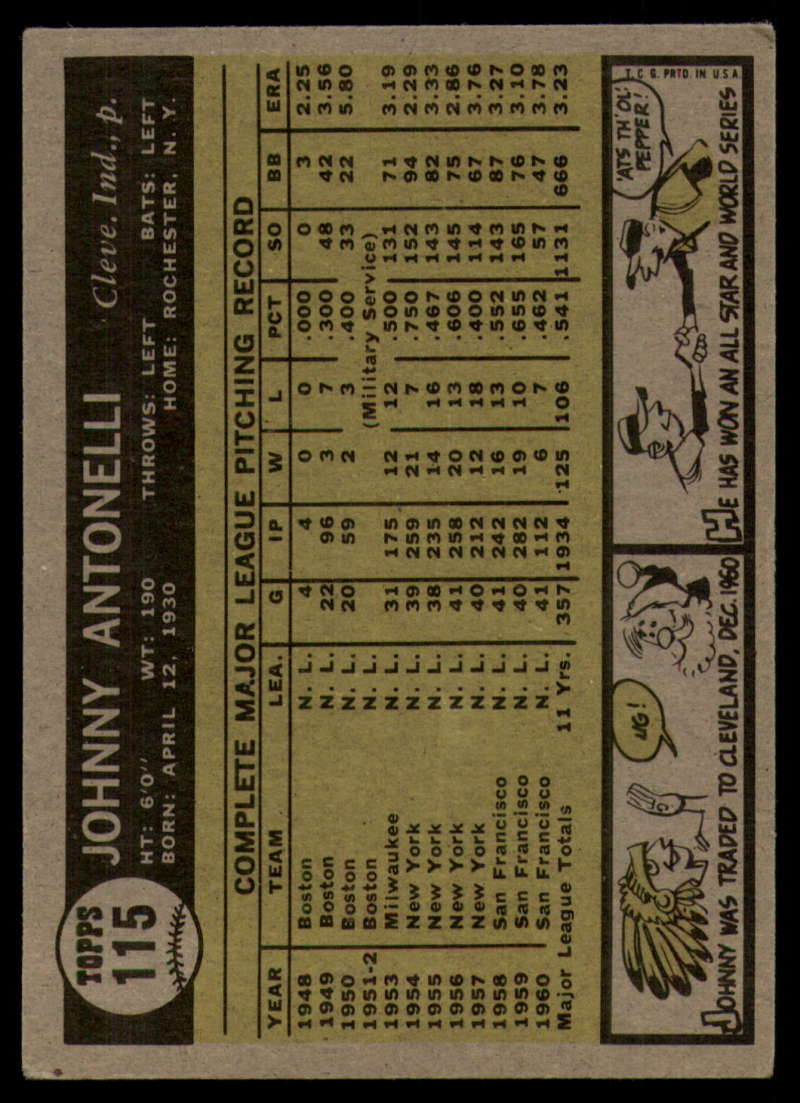 TOPPS
115
JOHNNY ANTONELLI Cleve. Ind., p.
HT: 6'0" WT: 190 THROWS: LEFT BATS: LEFT
BORN: APRIL 12, 1930 HOME: ROCHESTER, N. Y.
COMPLETE MAJOR LEAGUE PITCHING RECORD
YEAR TEAM LEA. G IP W L PCT SO BB ERA
1948 Boston N. L. 4 4 0 0 .000 0 3 2.25
1949 Boston N. L. 22 96 3 7 .300 48 42 3.56
1950 Boston N. L. 20 59 2 3 .400 33 22 5.80
1951-2 Boston N. L. (Military Service)
1953 Milwaukee N. L. 31 175 12 12 .500 131 71 3.19
1954 New York N. L. 39 259 21 7 .750 152 94 2.29
1955 New York N. L. 38 235 14 16 .467 143 82 3.33
1956 New York N. L. 41 258 20 13 .606 145 75 2.86
1957 New York N. L. 40 212 12 18 .400 114 67 3.76
1958 San Francisco N. L. 41 242 16 13 .552 143 87 3.27
1959 San Francisco N. L. 40 282 19 10 .655 165 76 3.10
1960 San Francisco N. L. 41 112 6 7 .462 57 47 3.78
Major League Totals 11 Yrs. 357 1934 125 106 .541 1131 666 3.23
UG!
JOHNNY WAS TRADED TO CLEVELAND, DEC. 1960
'ATS TH' OL'
PEPPER!
HE HAS WON AN ALL STAR AND WORLD SERIES
T. C. G. PRTD. IN U.S.A.